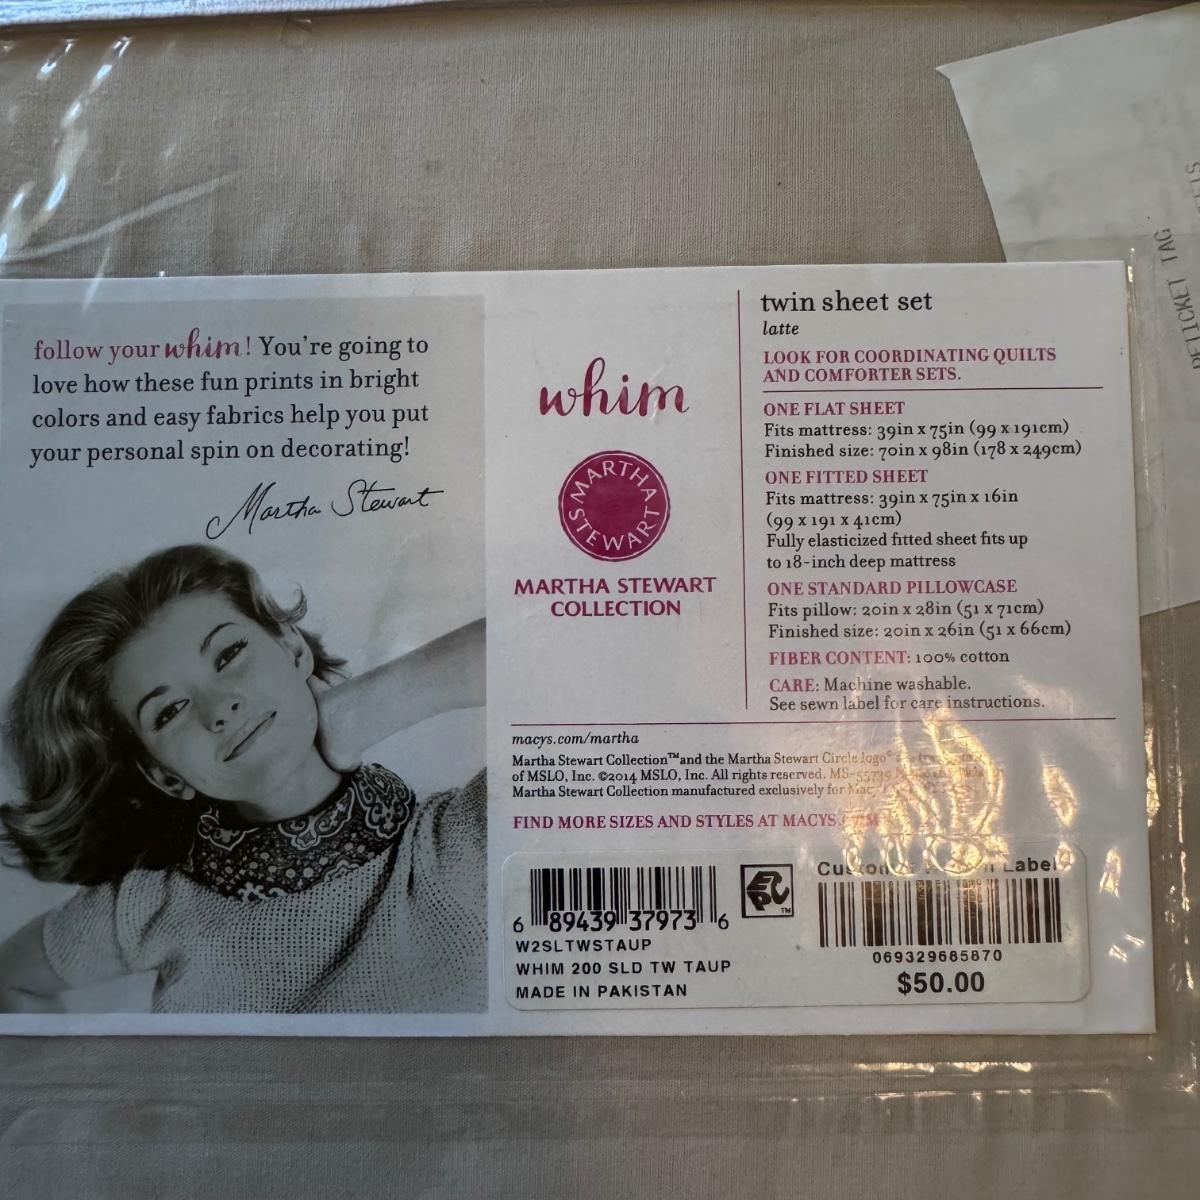 follow your whim! You're going to
love how these fun prints in bright
colors and easy fabrics help you put
your personal spin on decorating!
Martha Stewart
whim
MARTHA
STEWART
MARTHA STEWART
COLLECTION
twin sheet set
latte
LOOK FOR COORDINATING QUILTS
AND COMFORTER SETS.
ONE FLAT SHEET
Fits mattress: 39in x 75in (99 x 191cm)
Finished size: 70in x 98in (178 x 249cm)
ONE FITTED SHEET
Fits mattress: 39in x 75in x 16in
(99 x 191 x 41cm)
Fully elasticized fitted sheet fits up
to 18-inch deep mattress
ONE STANDARD PILLOWCASE
Fits pillow: 20in x 28in (51 x 71cm)
Finished size: 20in x 26in (51 x 66cm)
FIBER CONTENT: 100% cotton
CARE: Machine washable.
See sewn label for care instructions.
macys.com/martha
Martha Stewart Collection™ and the Martha Stewart Circle logo
of MSLO, Inc. ©2014 MSLO, Inc. All rights reserved. MS-55739
Martha Stewart Collection manufactured exclusively for
FIND MORE SIZES AND STYLES AT MACYS.
6 89439 37973 6
W2SLTWSTAUP
WHIM 200 SLD TW TAUP
MADE IN PAKISTAN
EPC™
Label
069329685870
$50.00
TAG